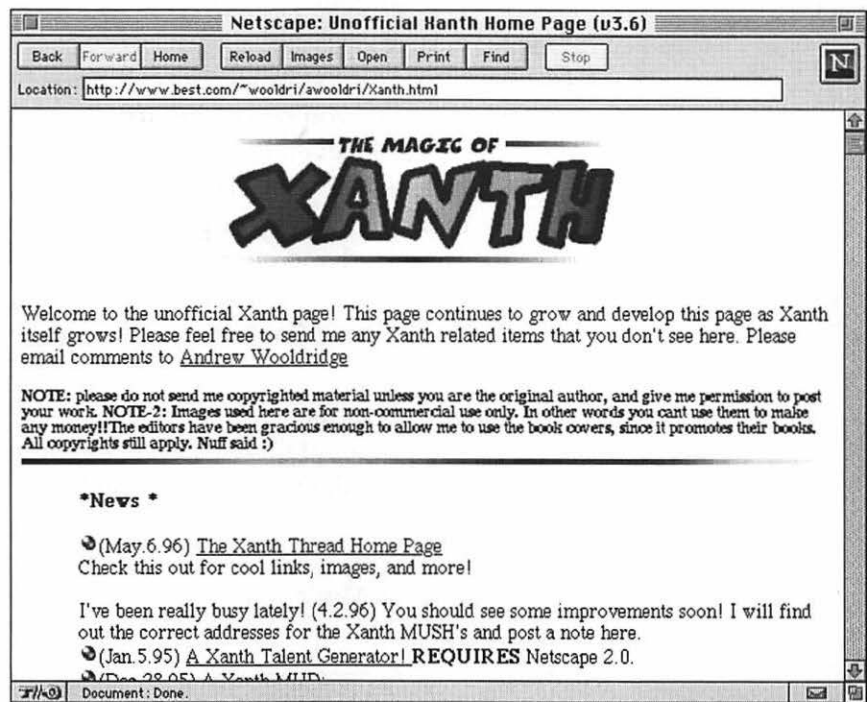 Netscape: Unofficial Xanth Home Page (v3.6)
Back Forward Home Reload Images Open Print Find Stop
N
Location: http://www.best.com/~wooldri/awooldri/Xanth.html
THE MAGIC OF
XANTH
Welcome to the unofficial Xanth page! This page continues to grow and develop this page as Xanth
itself grows! Please feel free to send me any Xanth related items that you don't see here. Please
email comments to Andrew Wooldridge
NOTE: please do not send me copyrighted material unless you are the original author, and give me permission to post
your work. NOTE-2: Images used here are for non-commercial use only. In other words you cant use them to make
any money!!The editors have been gracious enough to allow me to use the book covers, since it promotes their books.
All copyrights still apply. Nuff said :)
*News *
(May.6.96) The Xanth Thread Home Page
Check this out for cool links, images, and more!
I've been really busy lately! (4.2.96) You should see some improvements soon! I will find
out the correct addresses for the Xanth MUSH's and post a note here.
(Jan.5.95) A Xanth Talent Generator! REQUIRES Netscape 2.0.
(Dec.28.95) A Xanth MUD:
Document: Done.